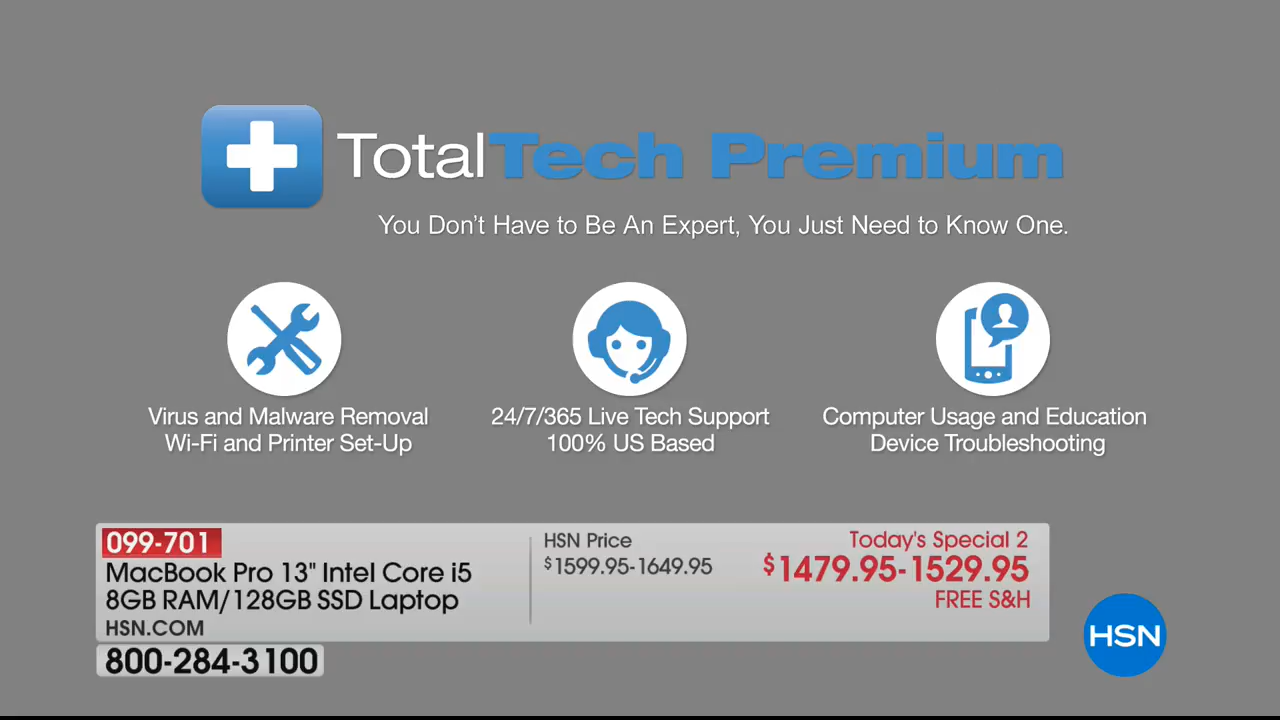 TotalTech Premium
You Don't Have to Be An Expert, You Just Need to Know One.
Virus and Malware Removal
Wi-Fi and Printer Set-Up
24/7/365 Live Tech Support
100% US Based
Computer Usage and Education
Device Troubleshooting
099-701
MacBook Pro 13" Intel Core i5
8GB RAM/128GB SSD Laptop
HSN.COM
800-284-3100
HSN Price
$1599.95-1649.95
Today's Special 2
$1479.95-1529.95
FREE S&H
HSN